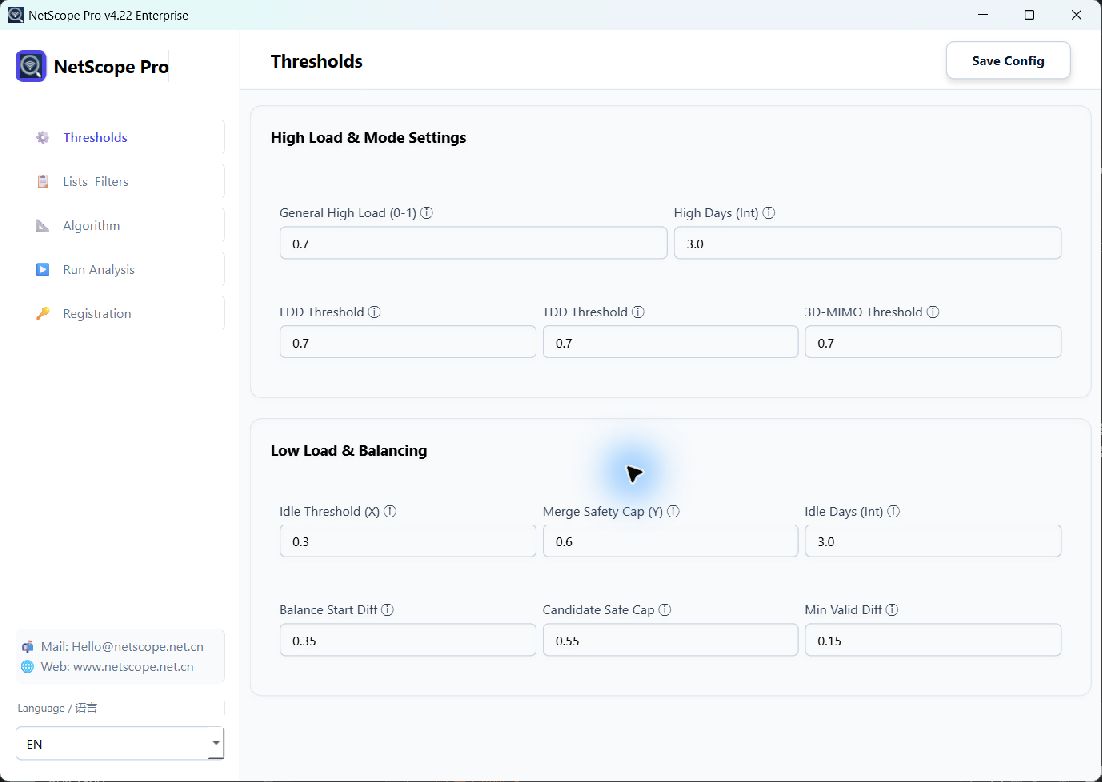 NetScope Pro v4.22 Enterprise
NetScope Pro
Thresholds
Save Config
Thresholds
Lists Filters
Algorithm
Run Analysis
Registration
High Load & Mode Settings
General High Load (0-1) ⓘ
High Days (Int) ⓘ
0.7
3.0
FDD Threshold ⓘ
TDD Threshold ⓘ
3D-MIMO Threshold ⓘ
0.7
0.7
0.7
Low Load & Balancing
Idle Threshold (X) ⓘ
Merge Safety Cap (Y) ⓘ
Idle Days (Int) ⓘ
0.3
0.6
3.0
Balance Start Diff ⓘ
Candidate Safe Cap ⓘ
Min Valid Diff ⓘ
0.35
0.55
0.15
Mail: Hello@netscope.net.cn
Web: www.netscope.net.cn
Language / 语言
EN